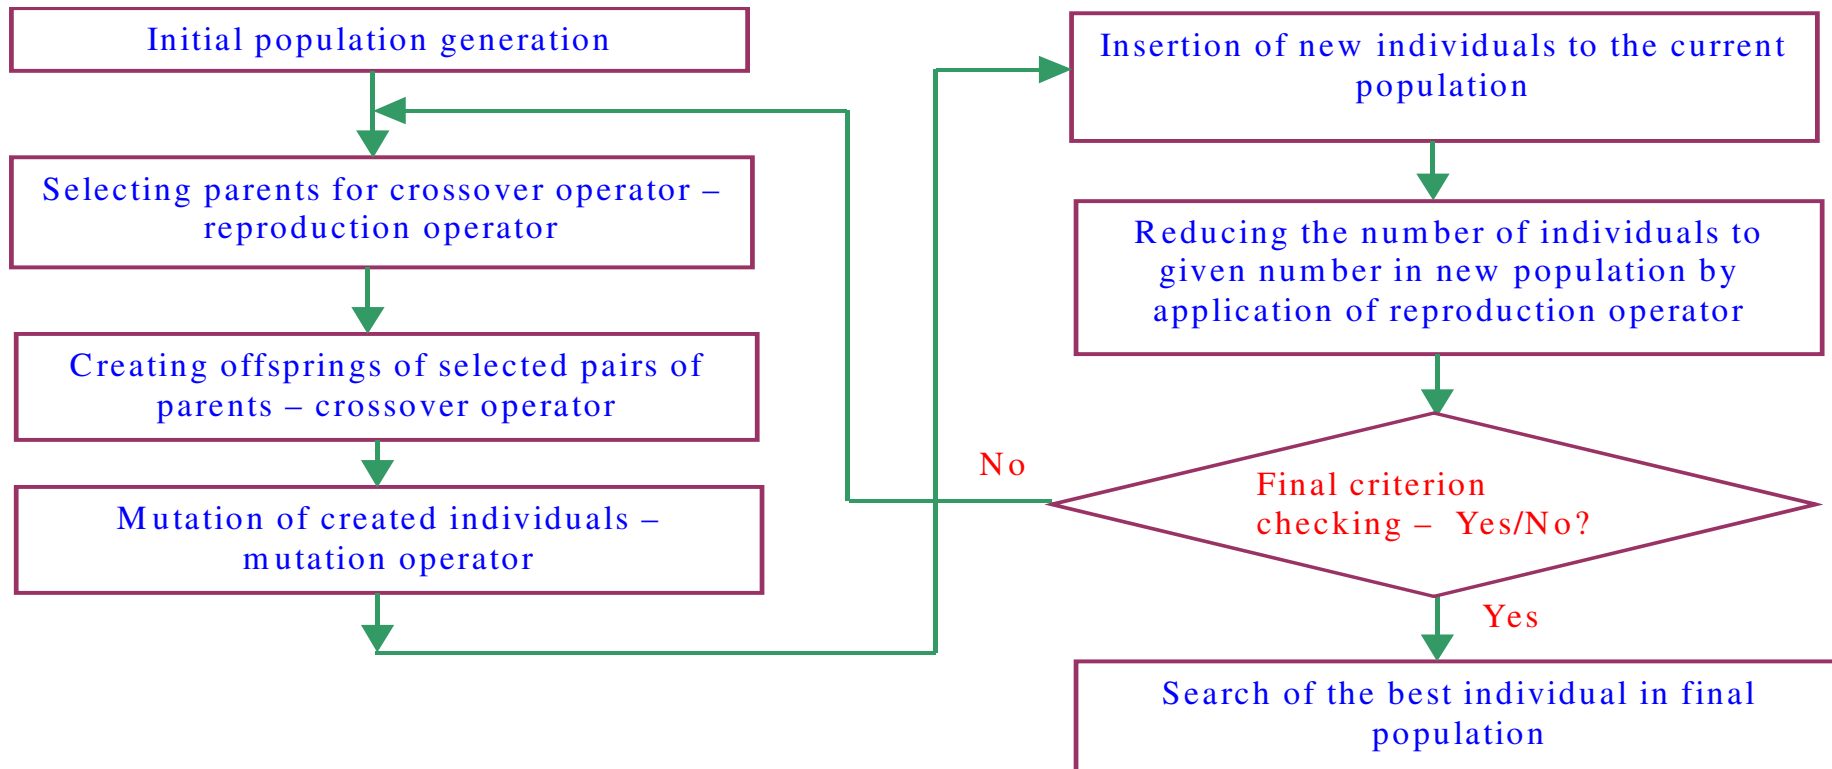 Initial population generation
Selecting parents for crossover operator –
reproduction operator
Creating offsprings of selected pairs of
parents – crossover operator
Mutation of created individuals –
mutation operator
Insertion of new individuals to the current
population
Reducing the number of individuals to
given number in new population by
application of reproduction operator
No
Final criterion
checking – Yes/No?
Yes
Search of the best individual in final
population